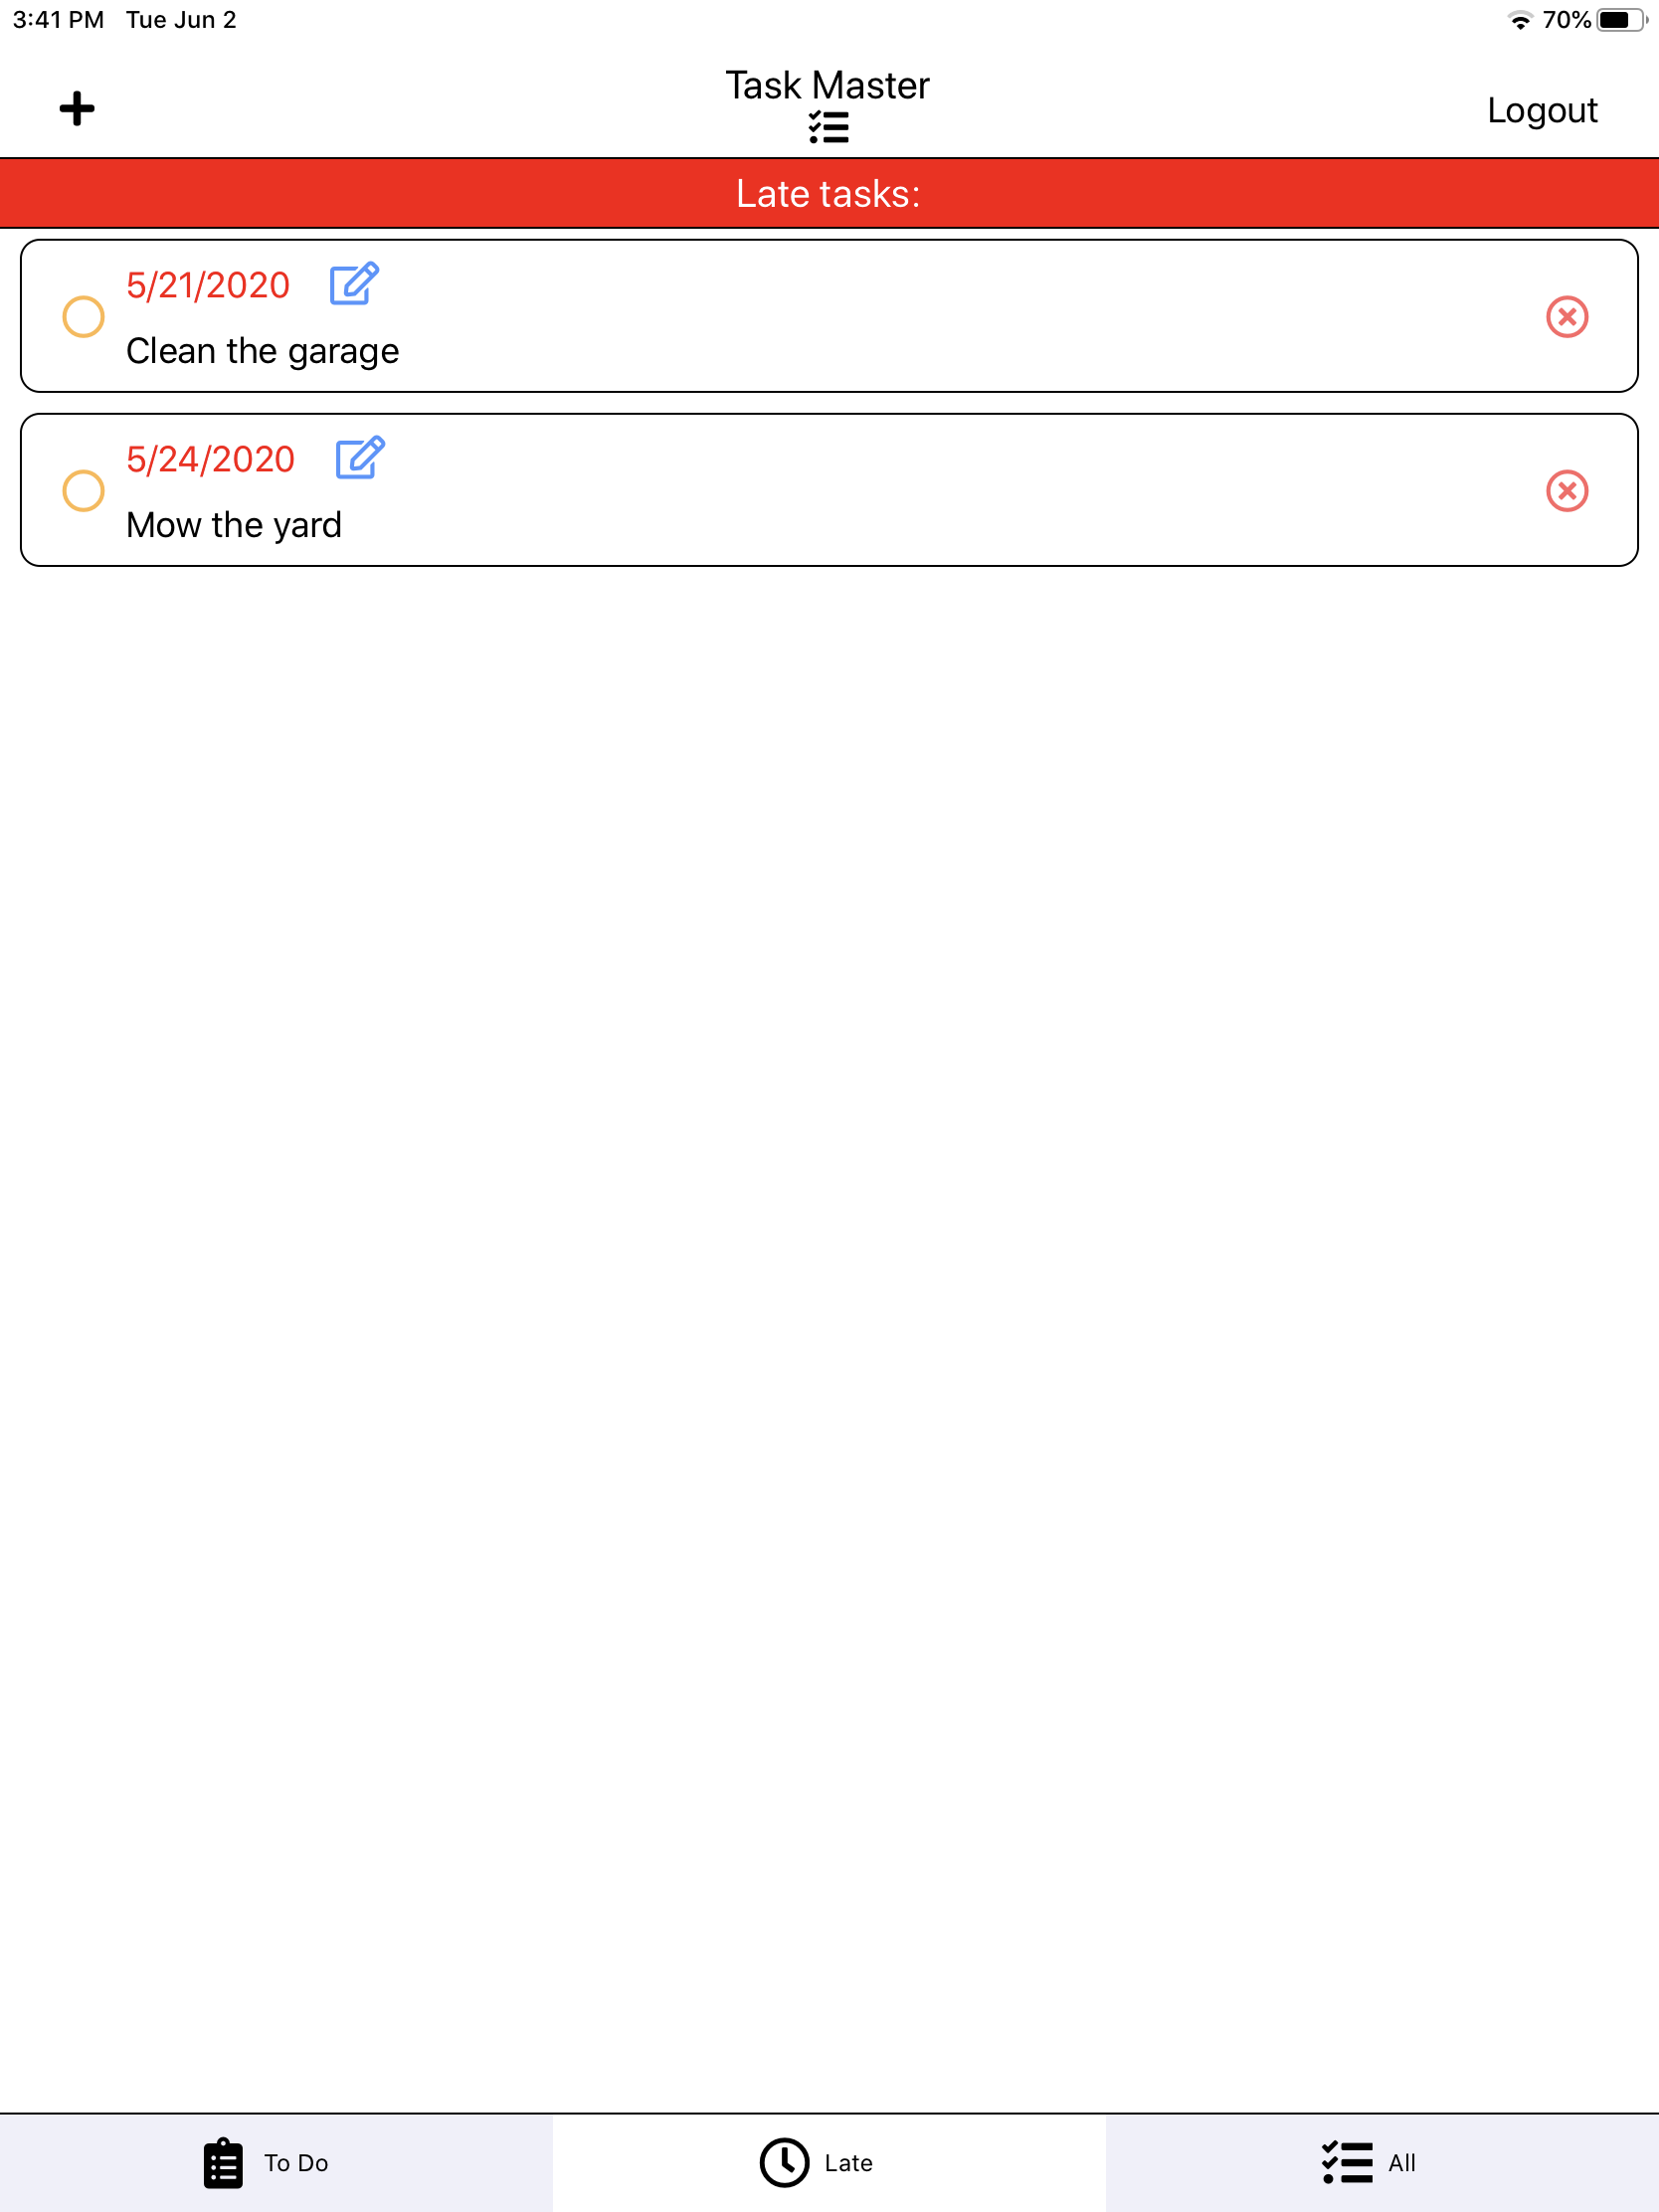 3:41 PM Tue Jun 2 70%
Task Master
Logout
Late tasks:
5/21/2020
Clean the garage
5/24/2020
Mow the yard
To Do Late All